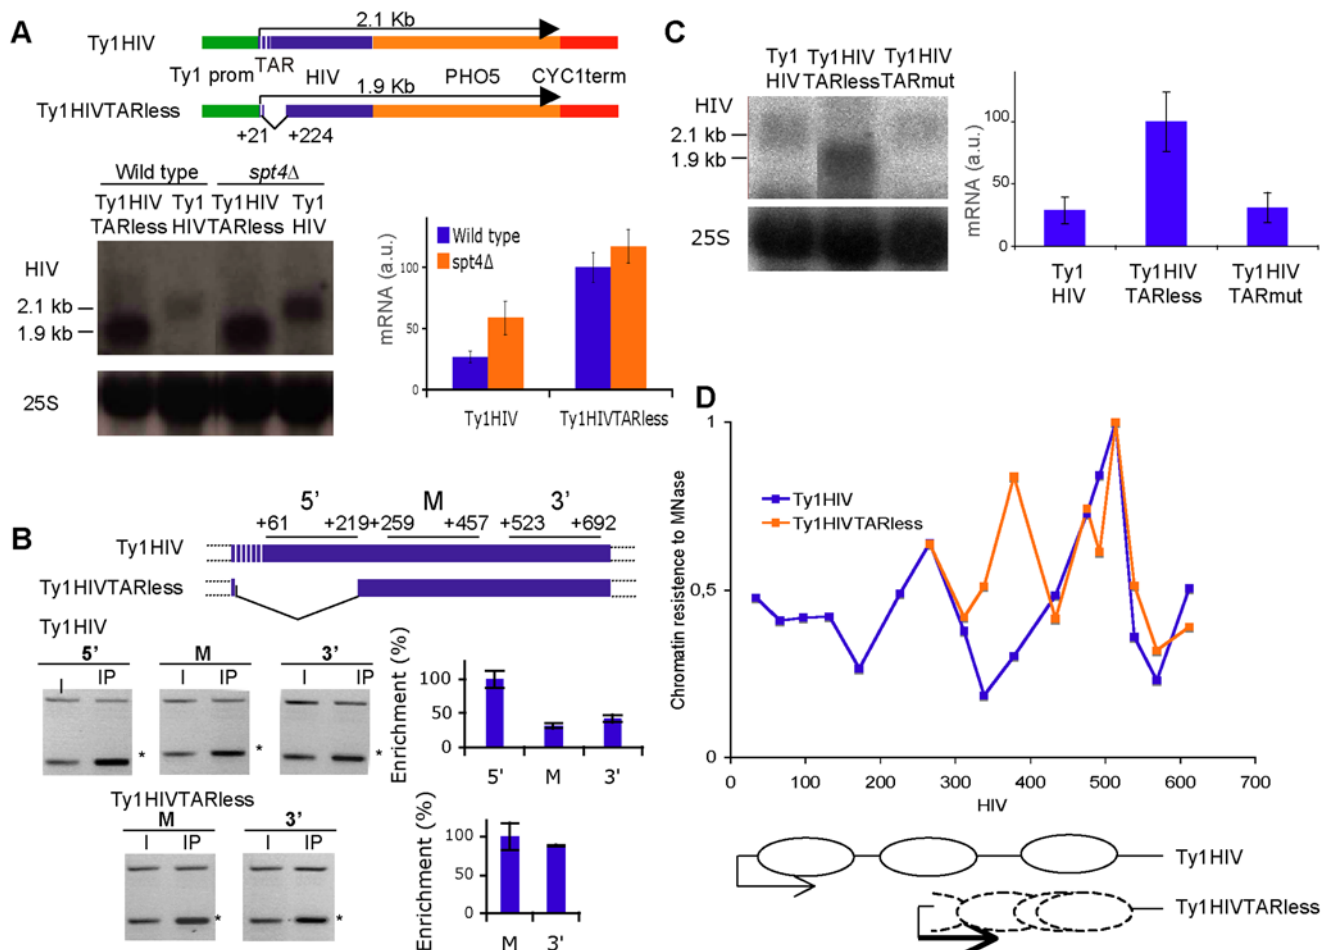 A
Ty1HIV
2.1 Kb
Ty1 prom
TAR
HIV
PHO5
CYC1term
1.9 Kb
Ty1HIVTARless
+21
+224
Wild type
spt4Δ
Ty1HIV
TARless
Ty1
HIV
Ty1HIV
TARless
Ty1
HIV
HIV
2.1 kb
1.9 kb
25S
mRNA (a.u.)
100
50
0
Wild type
spt4Δ
Ty1HIV
Ty1HIVTARless
B
5’
M
3’
+61
+219
+259
+457
+523
+692
Ty1HIV
Ty1HIVTARless
Ty1HIV
5’
M
3’
I
IP
I
IP
I
IP
*
*
*
Enrichment (%)
100
50
0
5'
M
3'
Ty1HIVTARless
M
3’
I
IP
I
IP
*
*
Enrichment (%)
100
50
0
M
3'
C
Ty1
HIV
Ty1HIV
TARless
Ty1HIV
TARmut
HIV
2.1 kb
1.9 kb
25S
mRNA (a.u.)
100
50
0
Ty1
HIV
Ty1HIV
TARless
Ty1HIV
TARmut
D
Chromatin resistence to MNase
1
0,5
0
Ty1HIV
Ty1HIVTARless
0
100
200
300
400
500
600
700
HIV
Ty1HIV
Ty1HIVTARless